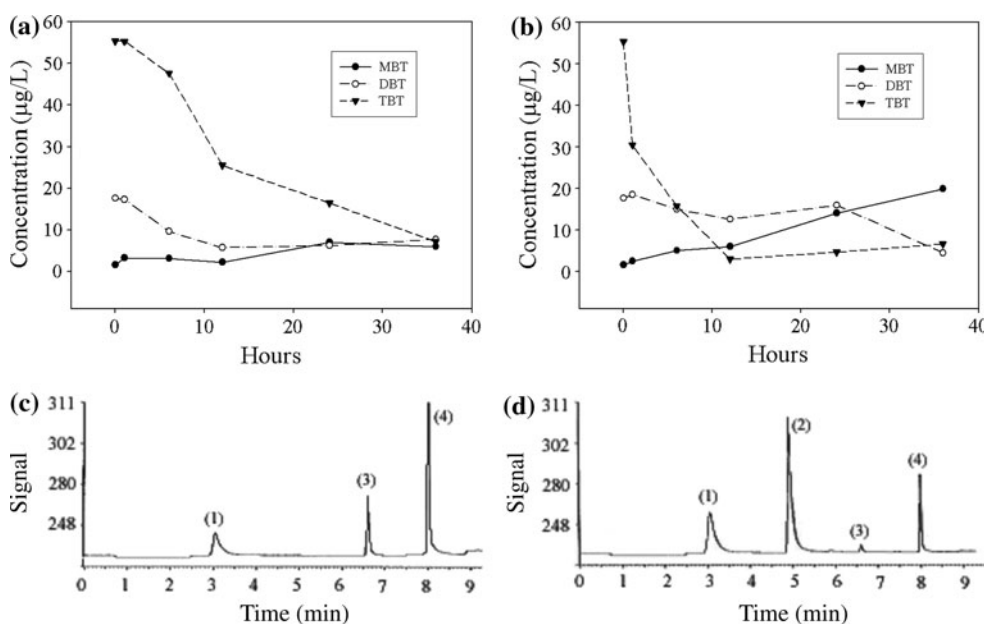 (a)
60
50
40
30
20
10
0
Concentration (µg/L)
MBT
DBT
TBT
0 10 20 30 40
Hours
(b)
60
50
40
30
20
10
0
Concentration (µg/L)
MBT
DBT
TBT
0 10 20 30 40
Hours
(c)
311
302
280
248
Signal
(1)
(3)
(4)
0 1 2 3 4 5 6 7 8 9
Time (min)
(d)
311
302
280
248
Signal
(1)
(2)
(3)
(4)
0 1 2 3 4 5 6 7 8 9
Time (min)